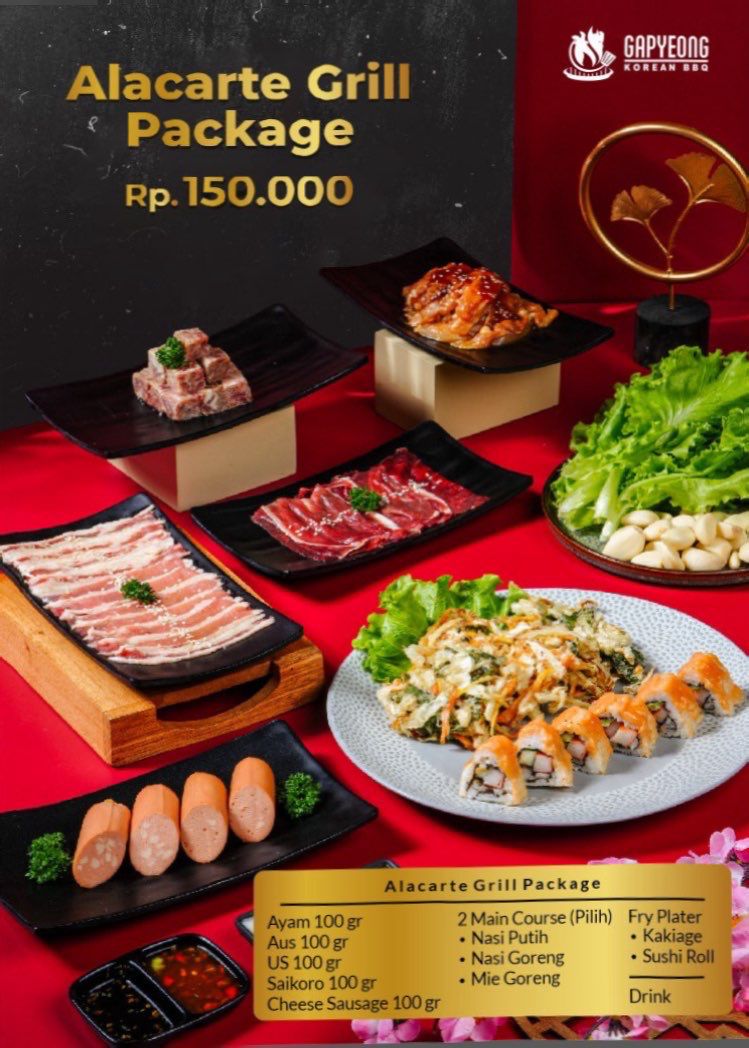 GAPYEONG
KOREAN BBQ
Alacarte Grill
Package
Rp. 150.000
Alacarte Grill Package
Ayam 100 gr
Aus 100 gr
US 100 gr
Saikoro 100 gr
Cheese Sausage 100 gr
2 Main Course (Pilih)
• Nasi Putih
• Nasi Goreng
• Mie Goreng
Fry Plater
• Kakiage
• Sushi Roll
Drink